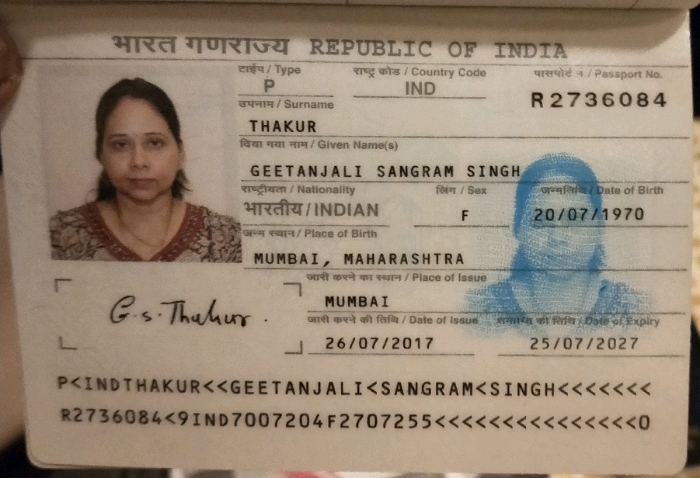 भारत गणराज्य REPUBLIC OF INDIA
टाईप / Type राष्ट्र कोड / Country Code पासपोर्ट न. / Passport No.
P IND R2736084
उपनाम / Surname
THAKUR
दिया गया नाम / Given Name(s)
GEETANJALI SANGRAM SINGH
राष्ट्रीयता / Nationality लिंग / Sex जन्मतिथि / Date of Birth
भारतीय / INDIAN F 20/07/1970
जन्म स्थान / Place of Birth
MUMBAI, MAHARASHTRA
जारी करने का स्थान / Place of Issue
MUMBAI
G.S.Thakur.
जारी करने की तिथि / Date of Issue समाप्ति की तिथि / Date of Expiry
26/07/2017 25/07/2027
P<INDTHAKUR<<GEETANJALI<SANGRAM<SINGH<<<<<<<
R2736084<9IND7007204F2707255<<<<<<<<<<<<<<<0